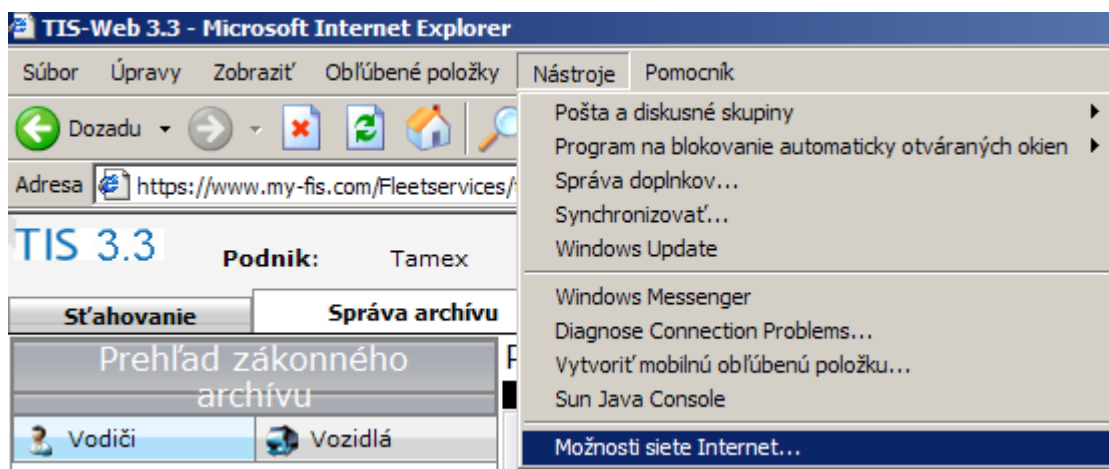 TIS-Web 3.3 - Microsoft Internet Explorer
Súbor Úpravy Zobraziť Obľúbené položky Nástroje Pomocník
Dozadu
Adresa https://www.my-fis.com/Fleetservices/
TIS 3.3 Podnik: Tamex
Sťahovanie Správa archívu
Prehľad zákonného
archívu
Vodiči Vozidlá
Pošta a diskusné skupiny
Program na blokovanie automaticky otváraných okien
Správa doplnkov...
Synchronizovať...
Windows Update
Windows Messenger
Diagnose Connection Problems...
Vytvoriť mobilnú obľúbenú položku...
Sun Java Console
Možnosti siete Internet...